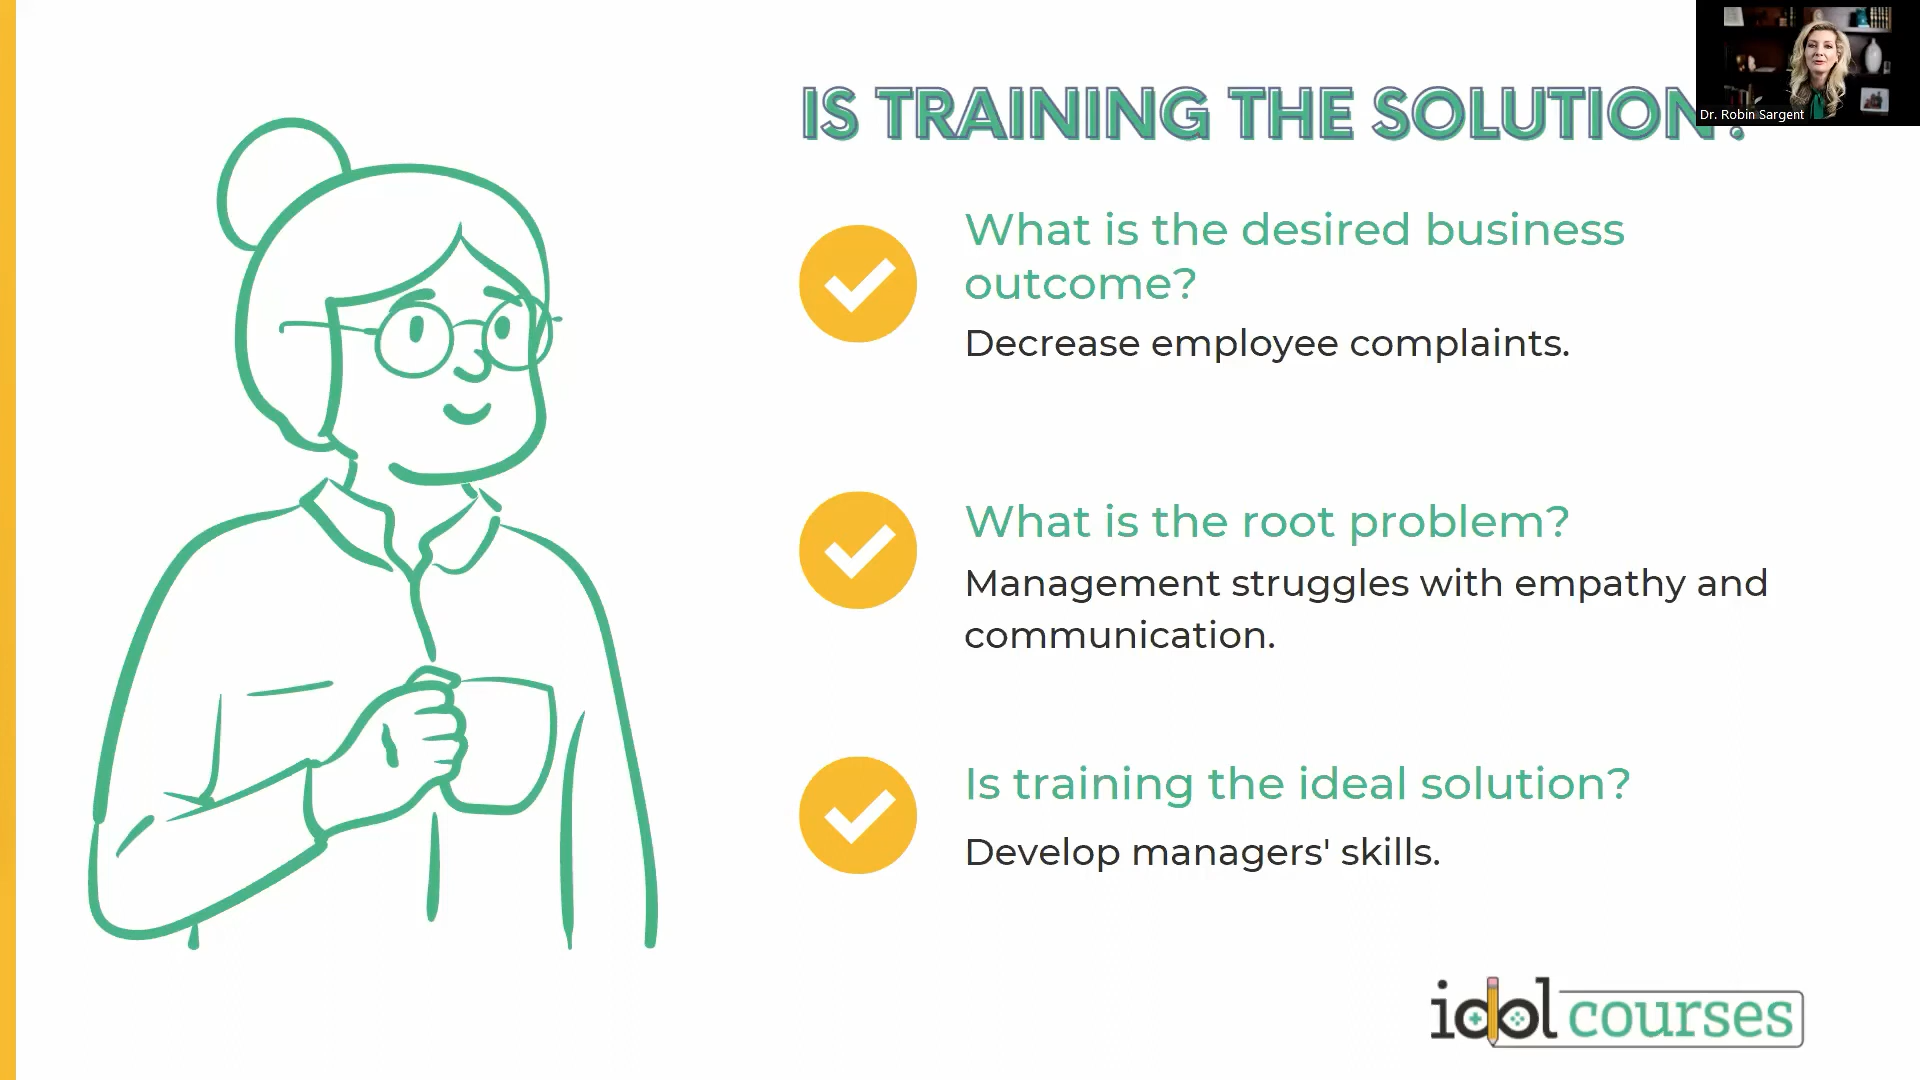 IS TRAINING THE SOLUTION?
Dr. Robin Sargent
What is the desired business
outcome?
Decrease employee complaints.
What is the root problem?
Management struggles with empathy and
communication.
Is training the ideal solution?
Develop managers' skills.
idol courses